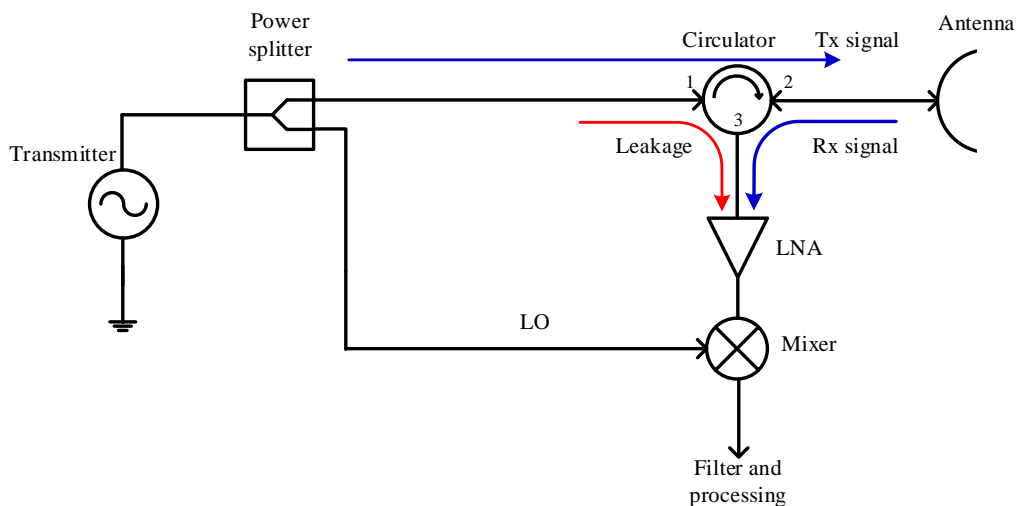 Power
splitter
Circulator
Tx signal
Antenna
1
2
3
Transmitter
Leakage
Rx signal
LNA
LO
Mixer
Filter and
processing